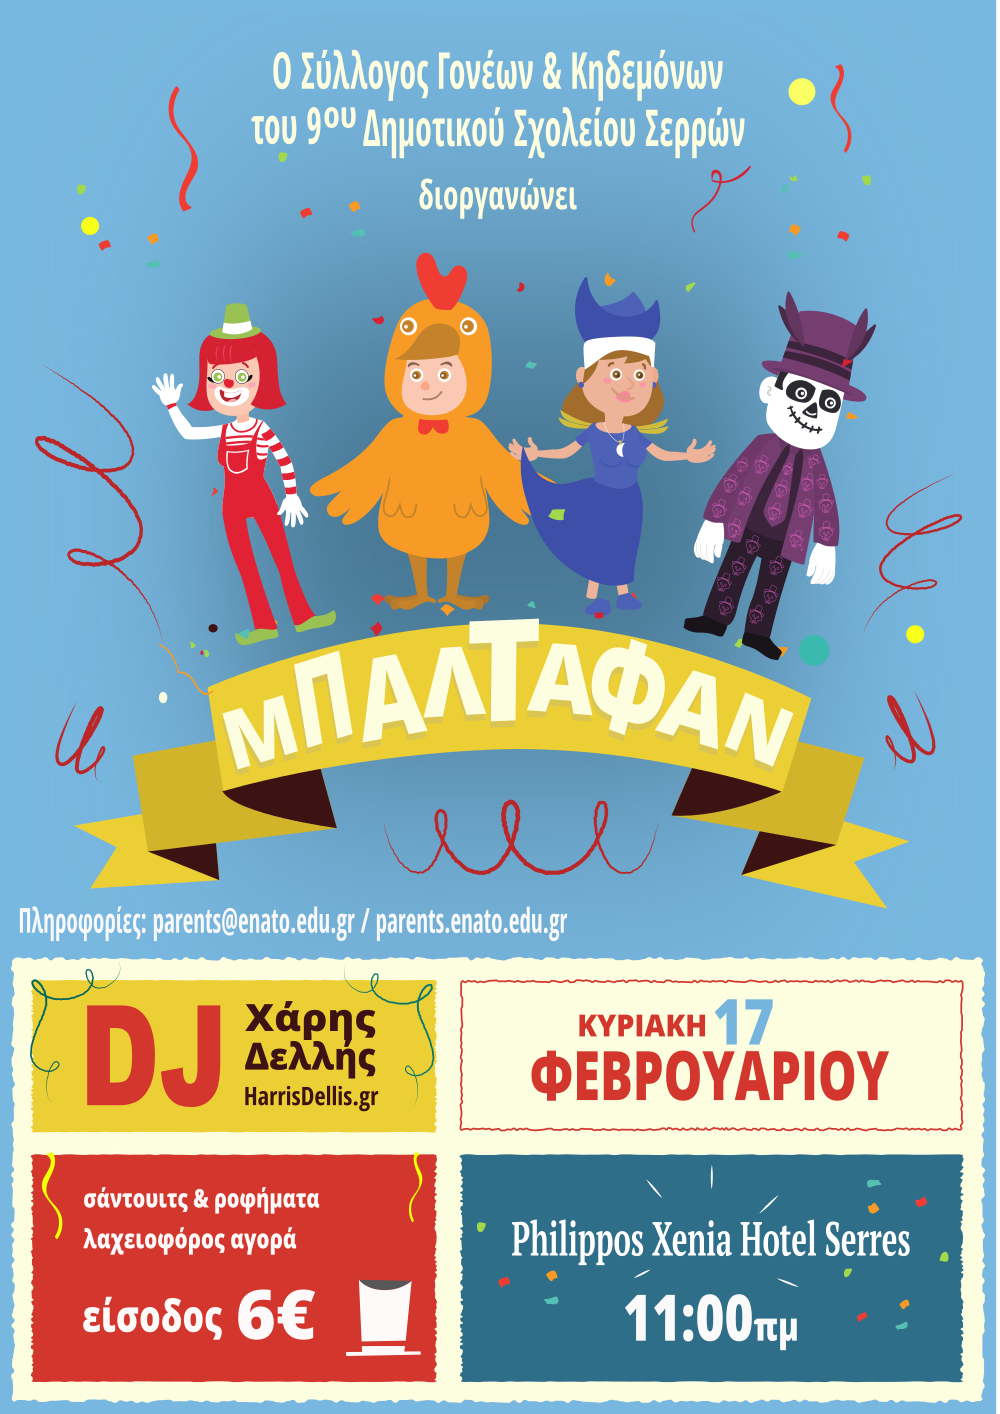 Ο Σύλλογος Γονέων & Κηδεμόνων
του 9ου Δημοτικού Σχολείου Σερρών
διοργανώνει
μΠΑΛΤΑΦΑΝ
Πληροφορίες: parents@enato.edu.gr / parents.enato.edu.gr
DJ Χάρης
Δελλής
HarrisDellis.gr
ΚΥΡΙΑΚΗ 17
ΦΕΒΡΟΥΑΡΙΟΥ
σάντουιτς & ροφήματα
λαχειοφόρος αγορά
είσοδος 6€
Philippos Xenia Hotel Serres
11:00πμ